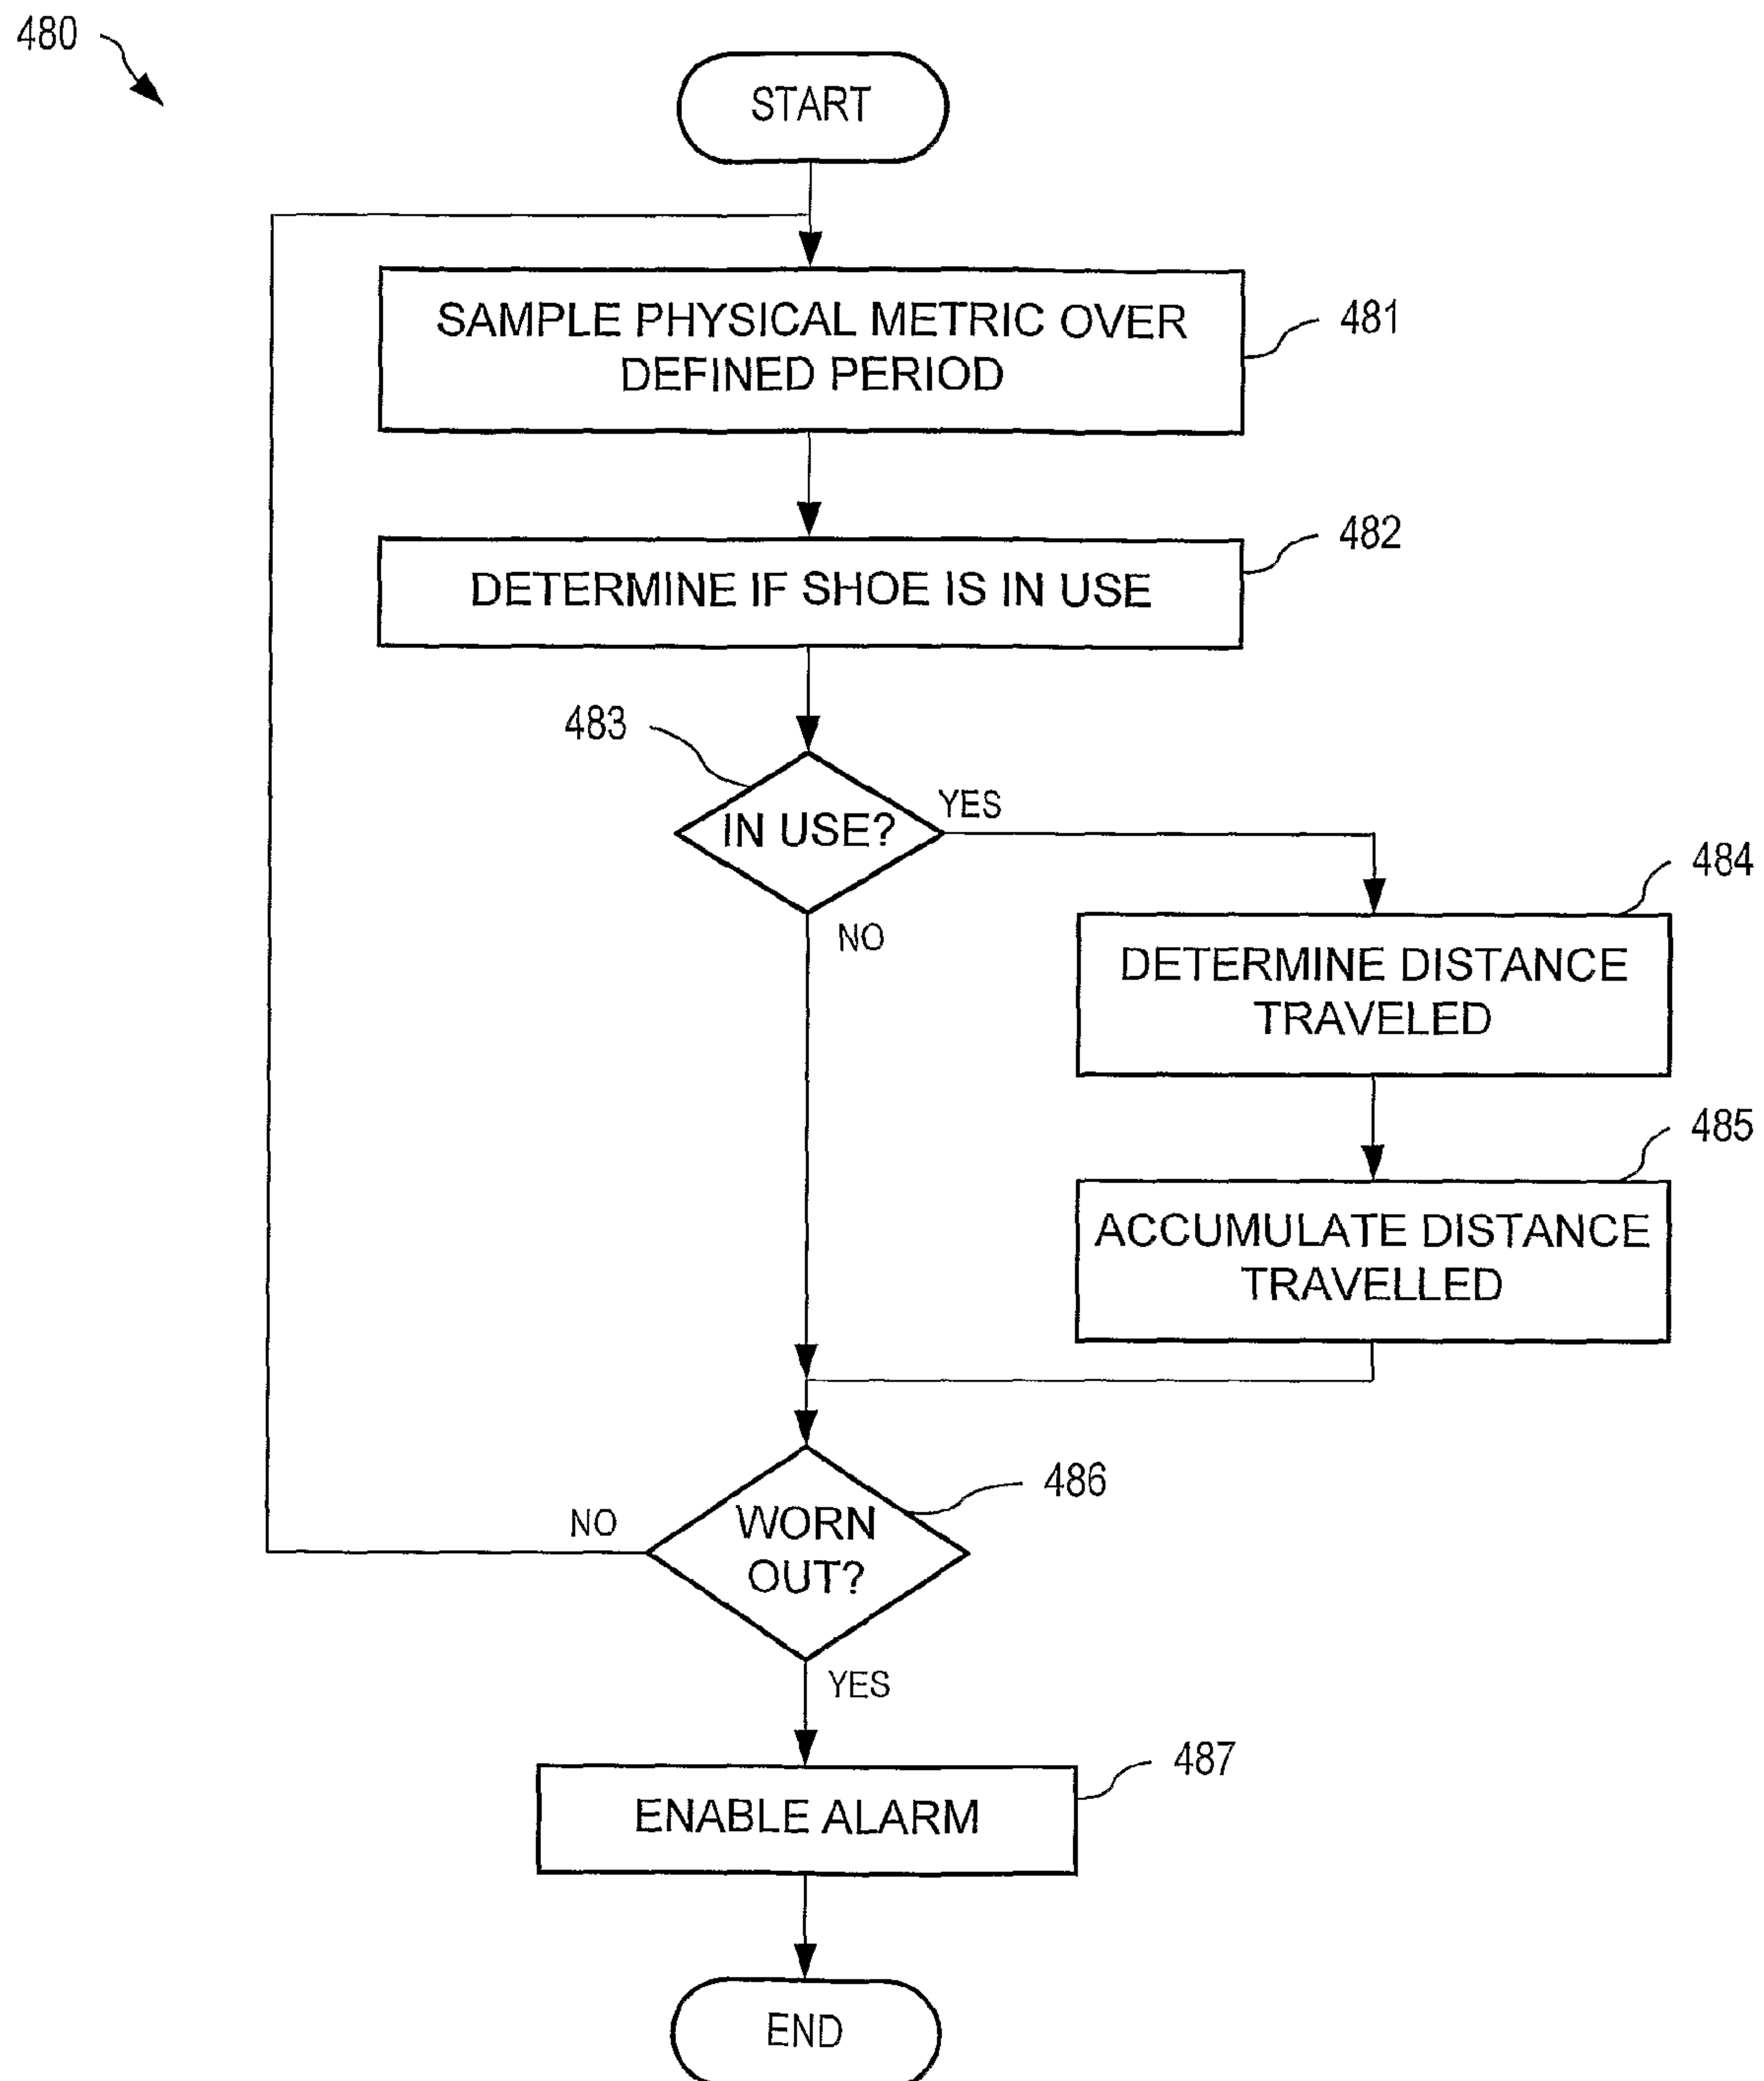 480
START
SAMPLE PHYSICAL METRIC OVER
DEFINED PERIOD
481
DETERMINE IF SHOE IS IN USE
482
483
IN USE?
YES
NO
484
DETERMINE DISTANCE
TRAVELED
485
ACCUMULATE DISTANCE
TRAVELLED
486
WORN
OUT?
NO
YES
487
ENABLE ALARM
END